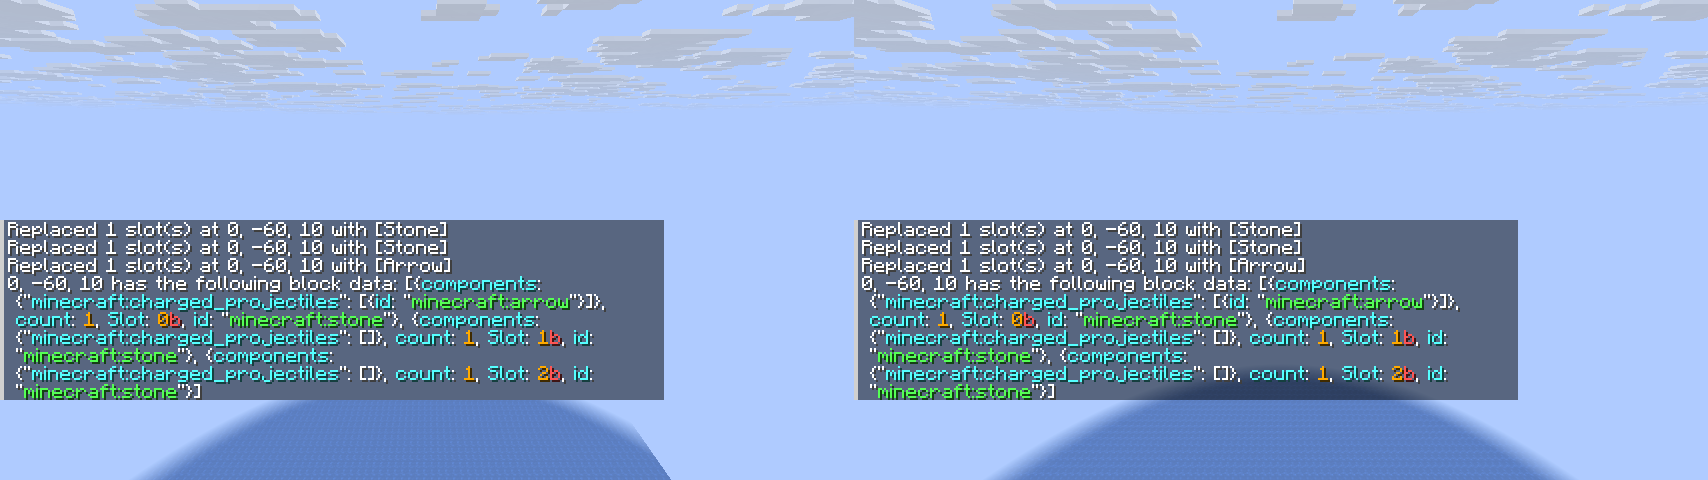 Replaced 1 slot(s) at 0, -60, 10 with [Stone]
Replaced 1 slot(s) at 0, -60, 10 with [Stone]
Replaced 1 slot(s) at 0, -60, 10 with [Arrow]
0, -60, 10 has the following block data: [{components:
{"minecraft:charged_projectiles": [{id: "minecraft:arrow"}]},
count: 1, Slot: 0b, id: "minecraft:stone"}, {components:
{"minecraft:charged_projectiles": []}, count: 1, Slot: 1b, id:
"minecraft:stone"}, {components:
{"minecraft:charged_projectiles": []}, count: 1, Slot: 2b, id:
"minecraft:stone"}]
Replaced 1 slot(s) at 0, -60, 10 with [Stone]
Replaced 1 slot(s) at 0, -60, 10 with [Stone]
Replaced 1 slot(s) at 0, -60, 10 with [Arrow]
0, -60, 10 has the following block data: [{components:
{"minecraft:charged_projectiles": [{id: "minecraft:arrow"}]},
count: 1, Slot: 0b, id: "minecraft:stone"}, {components:
{"minecraft:charged_projectiles": []}, count: 1, Slot: 1b, id:
"minecraft:stone"}, {components:
{"minecraft:charged_projectiles": []}, count: 1, Slot: 2b, id:
"minecraft:stone"}]